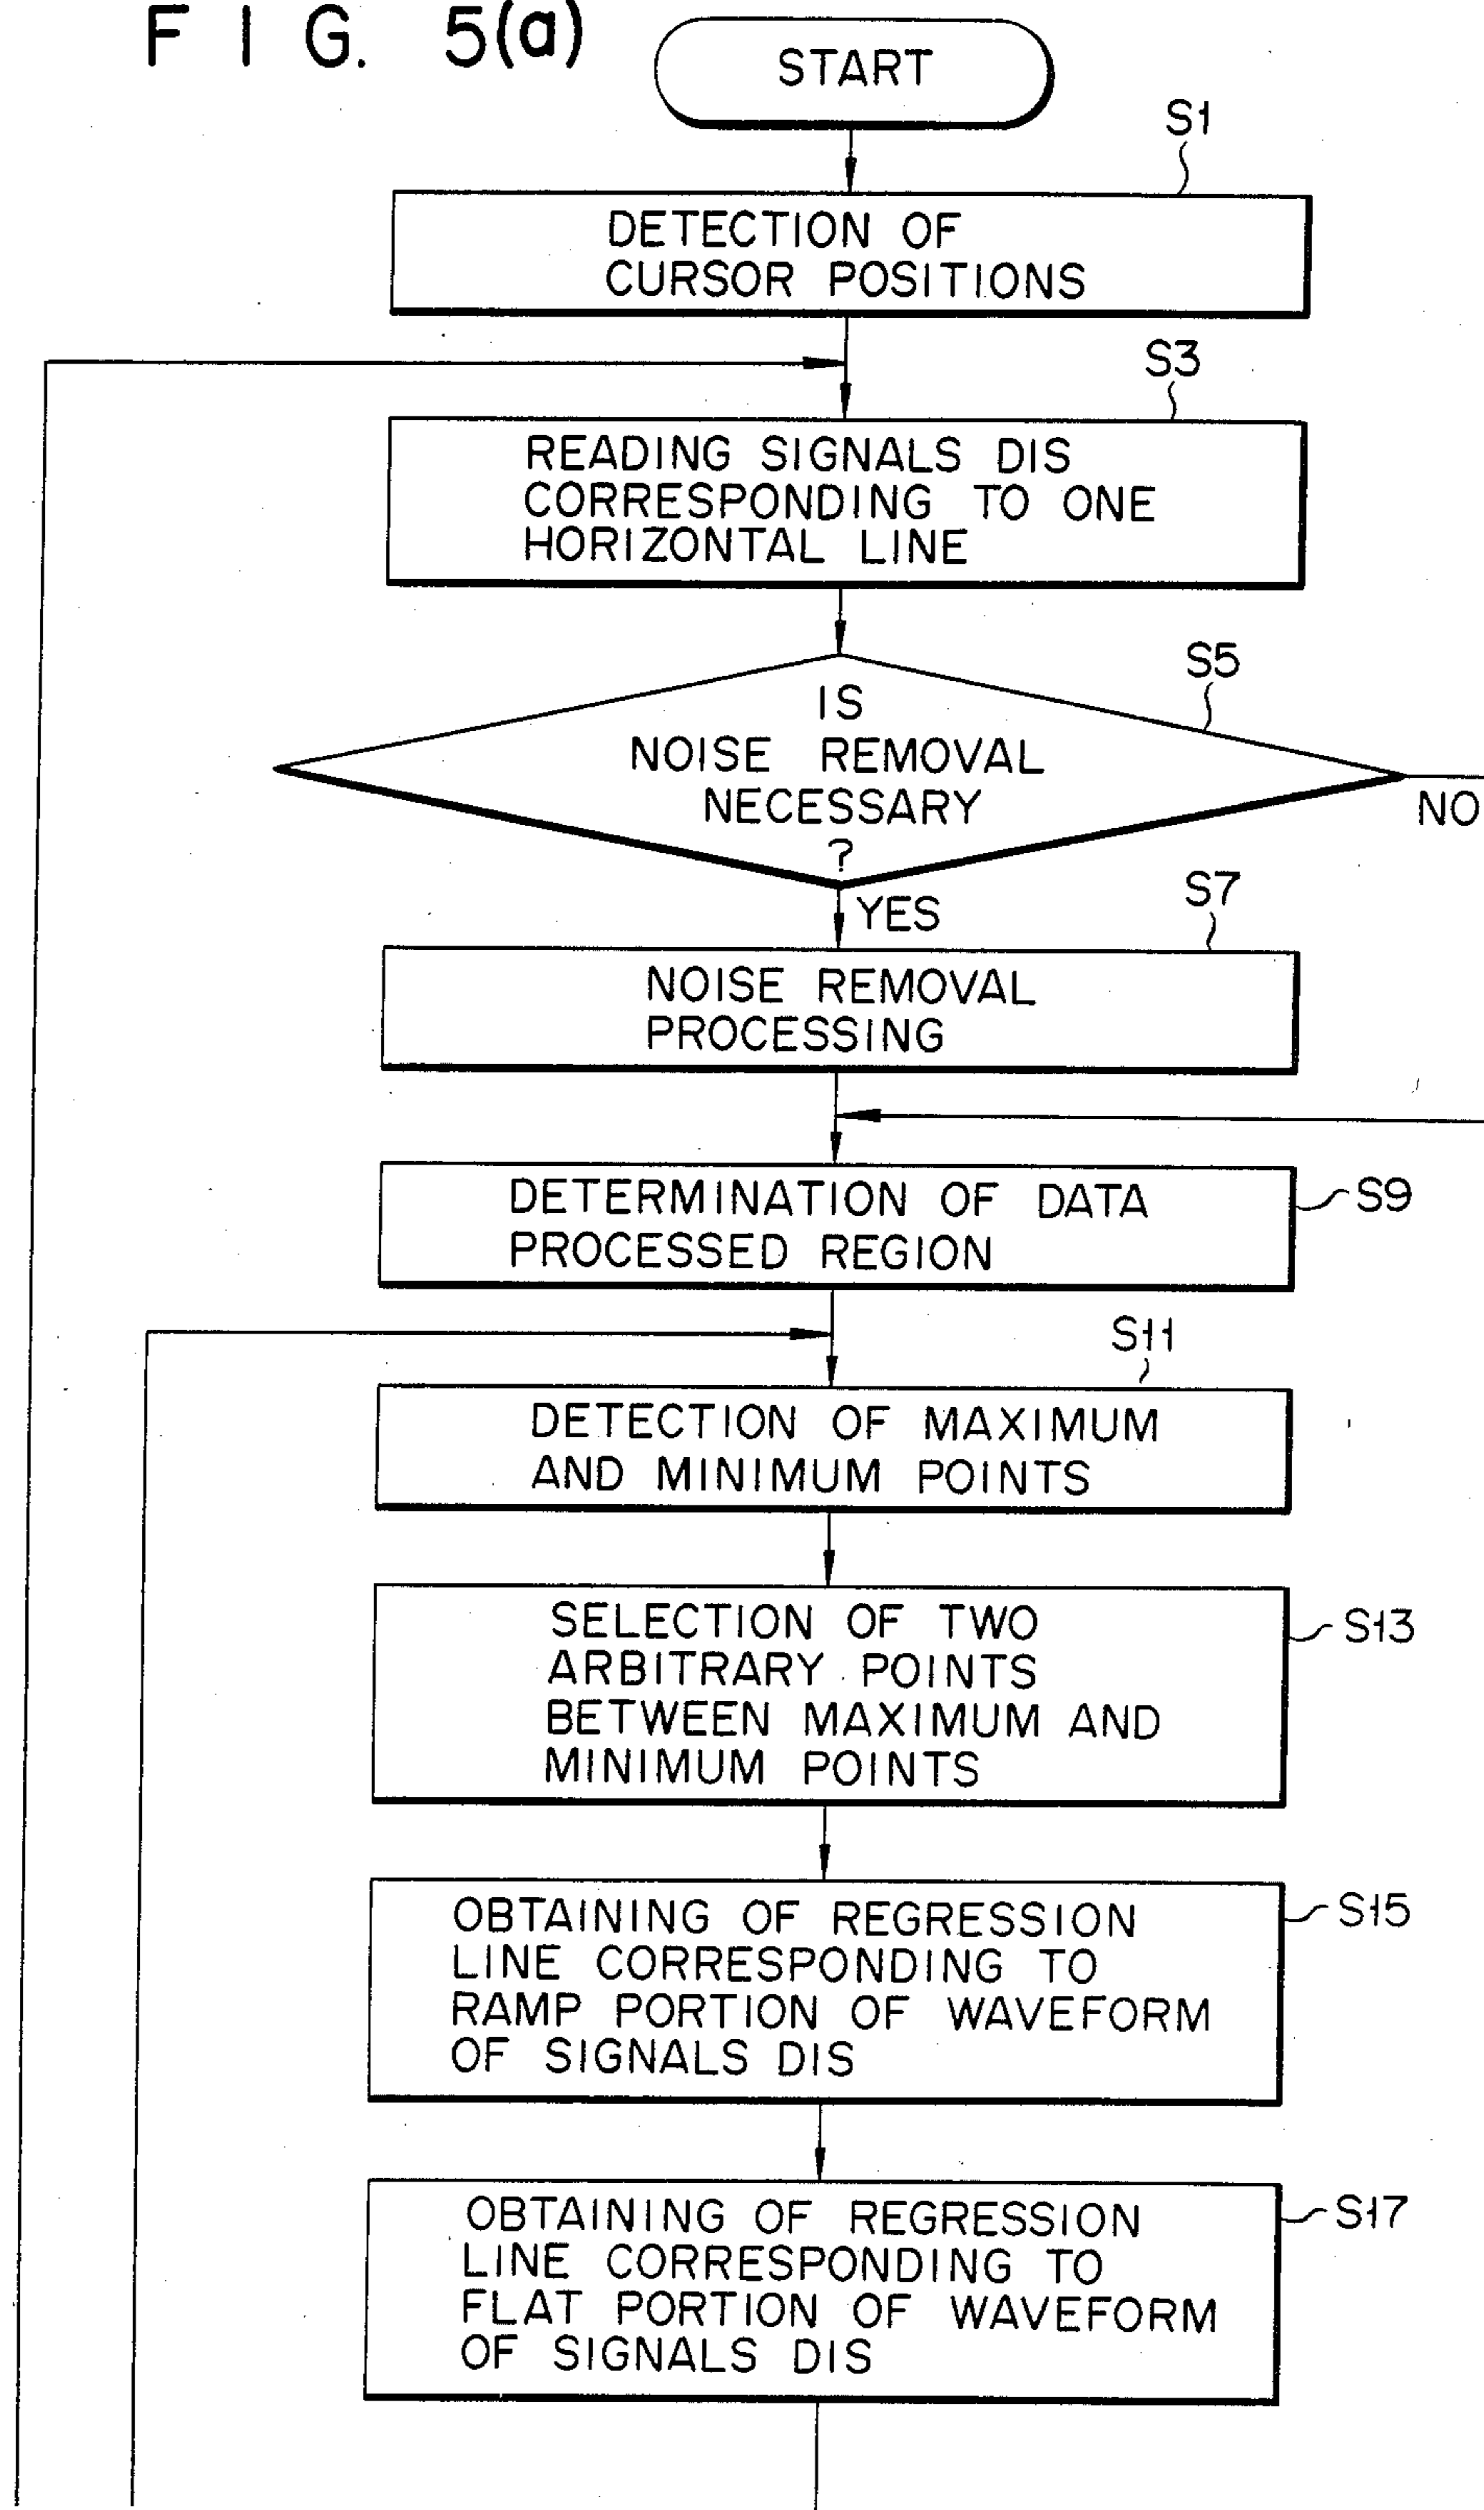 FIG. 5(a)
START
S1
DETECTION OF
CURSOR POSITIONS
S3
READING SIGNALS DIS
CORRESPONDING TO ONE
HORIZONTAL LINE
S5
IS
NOISE REMOVAL
NECESSARY
?
NO
YES
S7
NOISE REMOVAL
PROCESSING
DETERMINATION OF DATA
PROCESSED REGION
S9
S11
DETECTION OF MAXIMUM
AND MINIMUM POINTS
SELECTION OF TWO
ARBITRARY POINTS
BETWEEN MAXIMUM AND
MINIMUM POINTS
S13
OBTAINING OF REGRESSION
LINE CORRESPONDING TO
RAMP PORTION OF WAVEFORM
OF SIGNALS DIS
S15
OBTAINING OF REGRESSION
LINE CORRESPONDING TO
FLAT PORTION OF WAVEFORM
OF SIGNALS DIS
S17